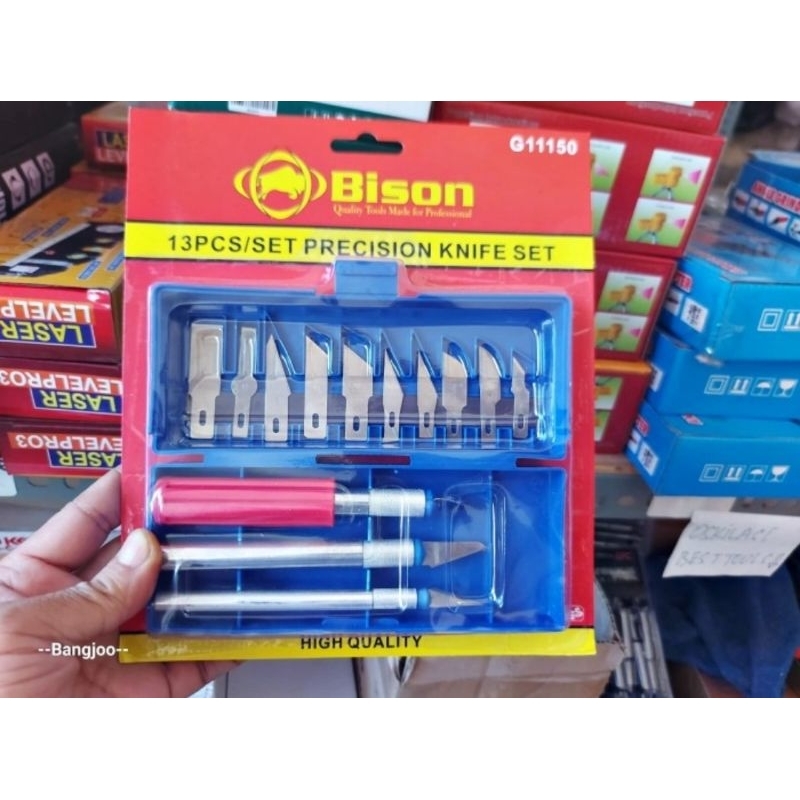 G11150
Bison
Quality Tools Made for Professional
13PCS/SET PRECISION KNIFE SET
HIGH QUALITY
--Bangjoo--
LASER
LEVELPRO3
LASER
LEVELPRO3
LASER
LEVELPRO3